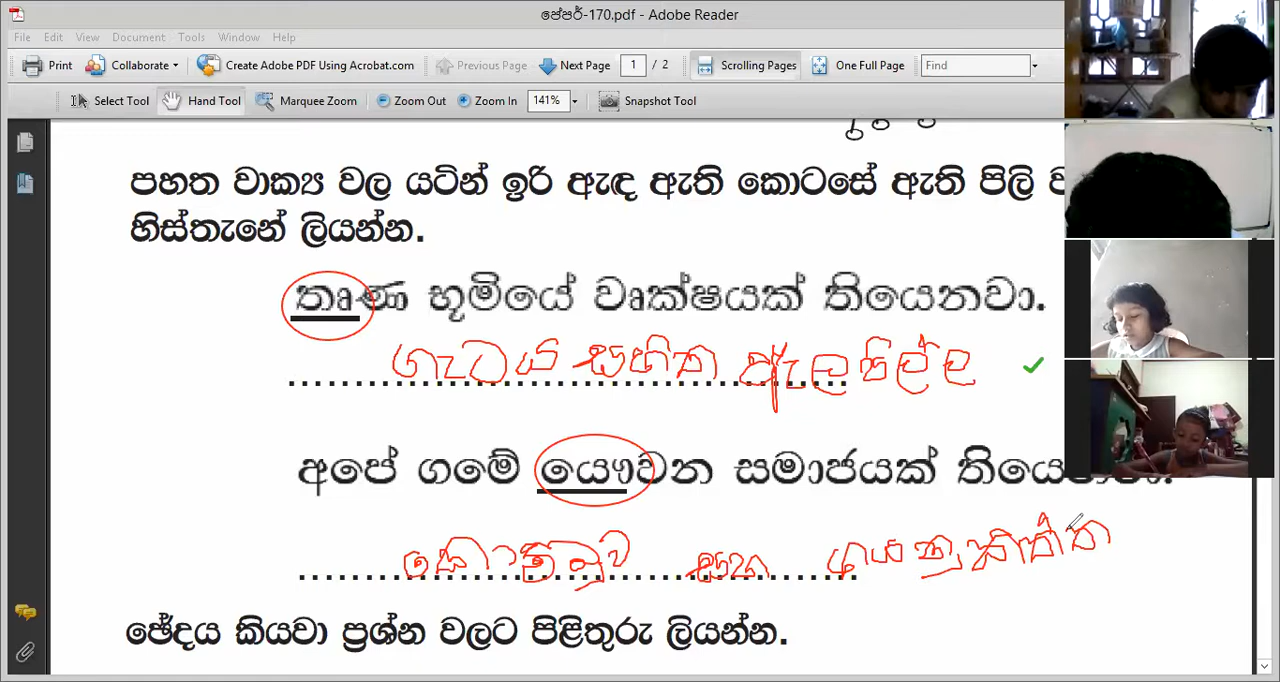 පේපර්-170.pdf - Adobe Reader
File Edit View Document Tools Window Help
Print Collaborate Create Adobe PDF Using Acrobat.com Previous Page Next Page 1 / 2 Scrolling Pages One Full Page Find
Select Tool Hand Tool Marquee Zoom Zoom Out Zoom In 141% Snapshot Tool
පහත වාක්‍ය වල යටින් ඉරි ඇඳ ඇති කොටසේ ඇති පිලි
හිස්තැනේ ලියන්න.
තෘණ භූමියේ වෘක්ෂයක් තියෙනවා.
ගැටය සහිත ඇලපිල්ල
අපේ ගමේ යෞවන සමාජයක් තියෙ
කොම්බුව සහ ගයනුකිත්ත
ඡේදය කියවා ප්‍රශ්න වලට පිළිතුරු ලියන්න.